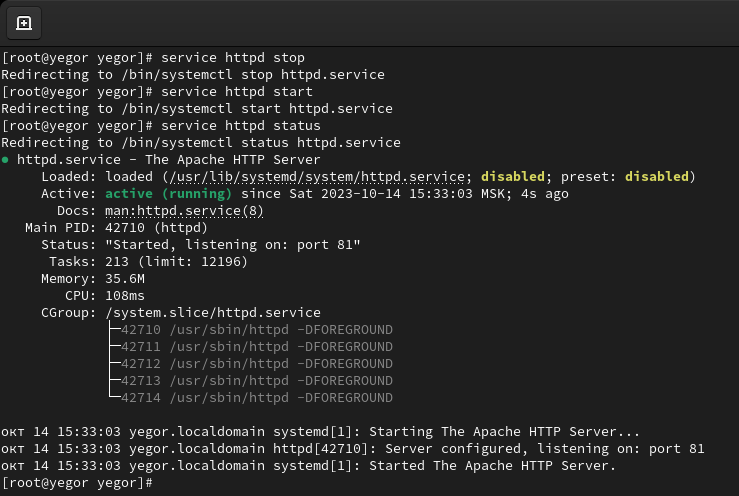 [root@yegor yegor]# service httpd stop
Redirecting to /bin/systemctl stop httpd.service
[root@yegor yegor]# service httpd start
Redirecting to /bin/systemctl start httpd.service
[root@yegor yegor]# service httpd status
Redirecting to /bin/systemctl status httpd.service
● httpd.service - The Apache HTTP Server
     Loaded: loaded (/usr/lib/systemd/system/httpd.service; disabled; preset: disabled)
     Active: active (running) since Sat 2023-10-14 15:33:03 MSK; 4s ago
       Docs: man:httpd.service(8)
   Main PID: 42710 (httpd)
     Status: "Started, listening on: port 81"
      Tasks: 213 (limit: 12196)
     Memory: 35.6M
        CPU: 108ms
     CGroup: /system.slice/httpd.service
             ├─42710 /usr/sbin/httpd -DFOREGROUND
             ├─42711 /usr/sbin/httpd -DFOREGROUND
             ├─42712 /usr/sbin/httpd -DFOREGROUND
             ├─42713 /usr/sbin/httpd -DFOREGROUND
             └─42714 /usr/sbin/httpd -DFOREGROUND
окт 14 15:33:03 yegor.localdomain systemd[1]: Starting The Apache HTTP Server...
окт 14 15:33:03 yegor.localdomain httpd[42710]: Server configured, listening on: port 81
окт 14 15:33:03 yegor.localdomain systemd[1]: Started The Apache HTTP Server.
[root@yegor yegor]#